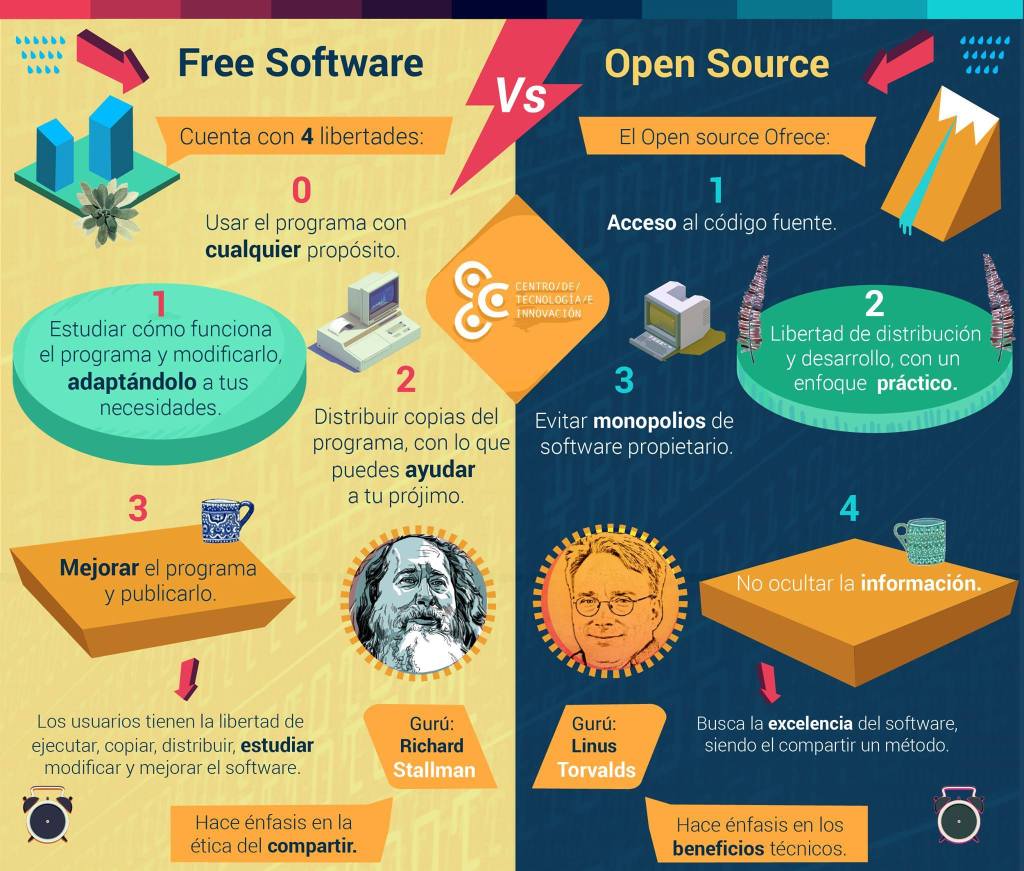 Free Software
Vs
Open Source
Cuenta con 4 libertades:
0
Usar el programa con
cualquier propósito.
1
Estudiar cómo funciona
el programa y modificarlo,
adaptándolo a tus
necesidades.
2
Distribuir copias del
programa, con lo que
puedes ayudar
a tu prójimo.
3
Mejorar el programa
y publicarlo.
Los usuarios tienen la libertad de
ejecutar, copiar, distribuir, estudiar
modificar y mejorar el software.
Gurú:
Richard
Stallman
Hace énfasis en la
ética del compartir.
CENTRO/DE/
TECNOLOGÍA/E
INNOVACIÓN
El Open source Ofrece:
1
Acceso al código fuente.
2
Libertad de distribución
y desarrollo, con un
enfoque práctico.
3
Evitar monopolios de
software propietario.
4
No ocultar la información.
Gurú:
Linus
Torvalds
Busca la excelencia del software,
siendo el compartir un método.
Hace énfasis en los
beneficios técnicos.